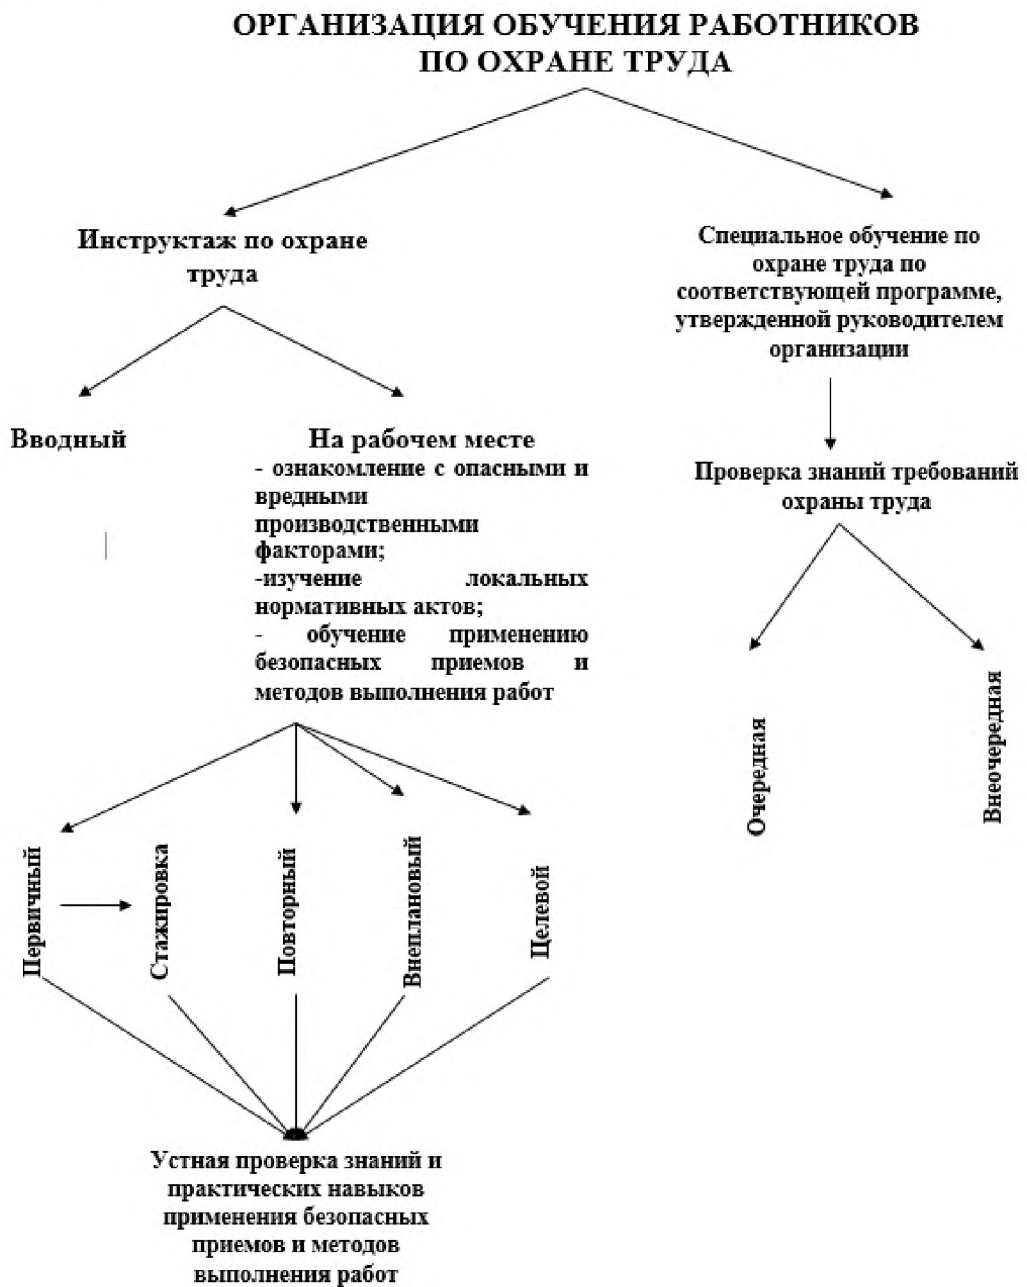 ОРГАНИЗАЦИЯ ОБУЧЕНИЯ РАБОТНИКОВ
ПО ОХРАНЕ ТРУДА
Инструктаж по охране
труда
Специальное обучение по
охране труда по
соответствующей программе,
утвержденной руководителем
организации
Вводный
На рабочем месте
- ознакомление с опасными и
вредными
производственными
факторами;
-изучение локальных
нормативных актов;
- обучение применению
безопасных приемов и
методов выполнения работ
Проверка знаний требований
охраны труда
Очередная
Внеочередная
Первичный
Стажировка
Повторный
Внеплановый
Целевой
Устная проверка знаний и
практических навыков
применения безопасных
приемов и методов
выполнения работ